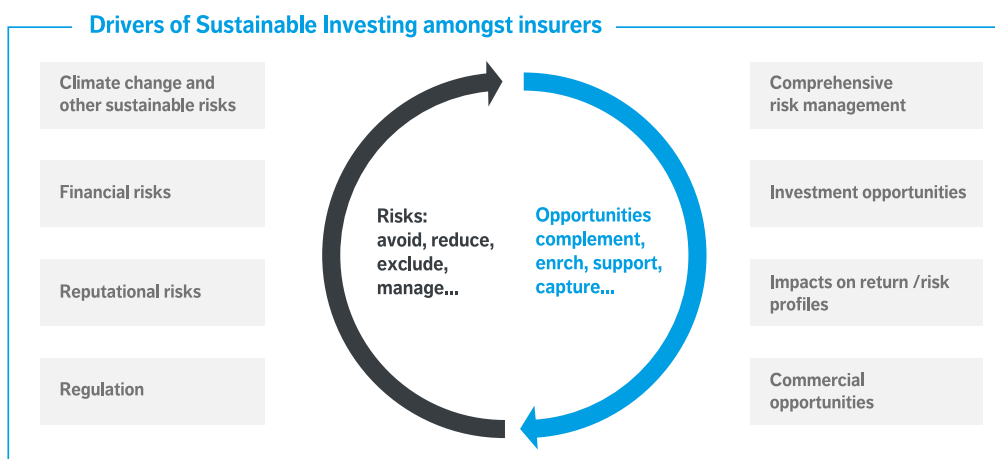 Drivers of Sustainable Investing amongst insurers
Climate change and
other sustainable risks
Financial risks
Reputational risks
Regulation
Risks:
avoid, reduce,
exclude,
manage...
Opportunities
complement,
enrch, support,
capture...
Comprehensive
risk management
Investment opportunities
Impacts on return /risk
profiles
Commercial
opportunities